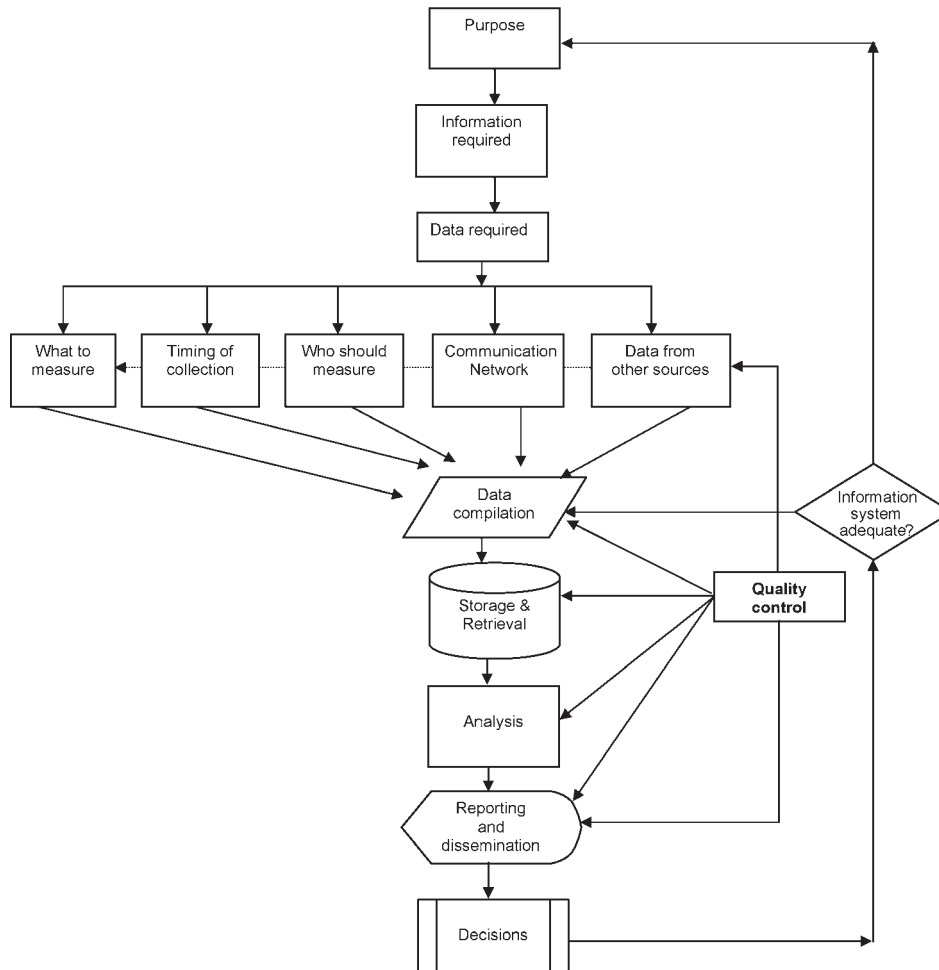 Purpose
Information
required
Data required
What to
measure
Timing of
collection
Who should
measure
Communication
Network
Data from
other sources
Data
compilation
Information
system
adequate?
Storage &
Retrieval
Quality
control
Analysis
Reporting
and
dissemination
Decisions